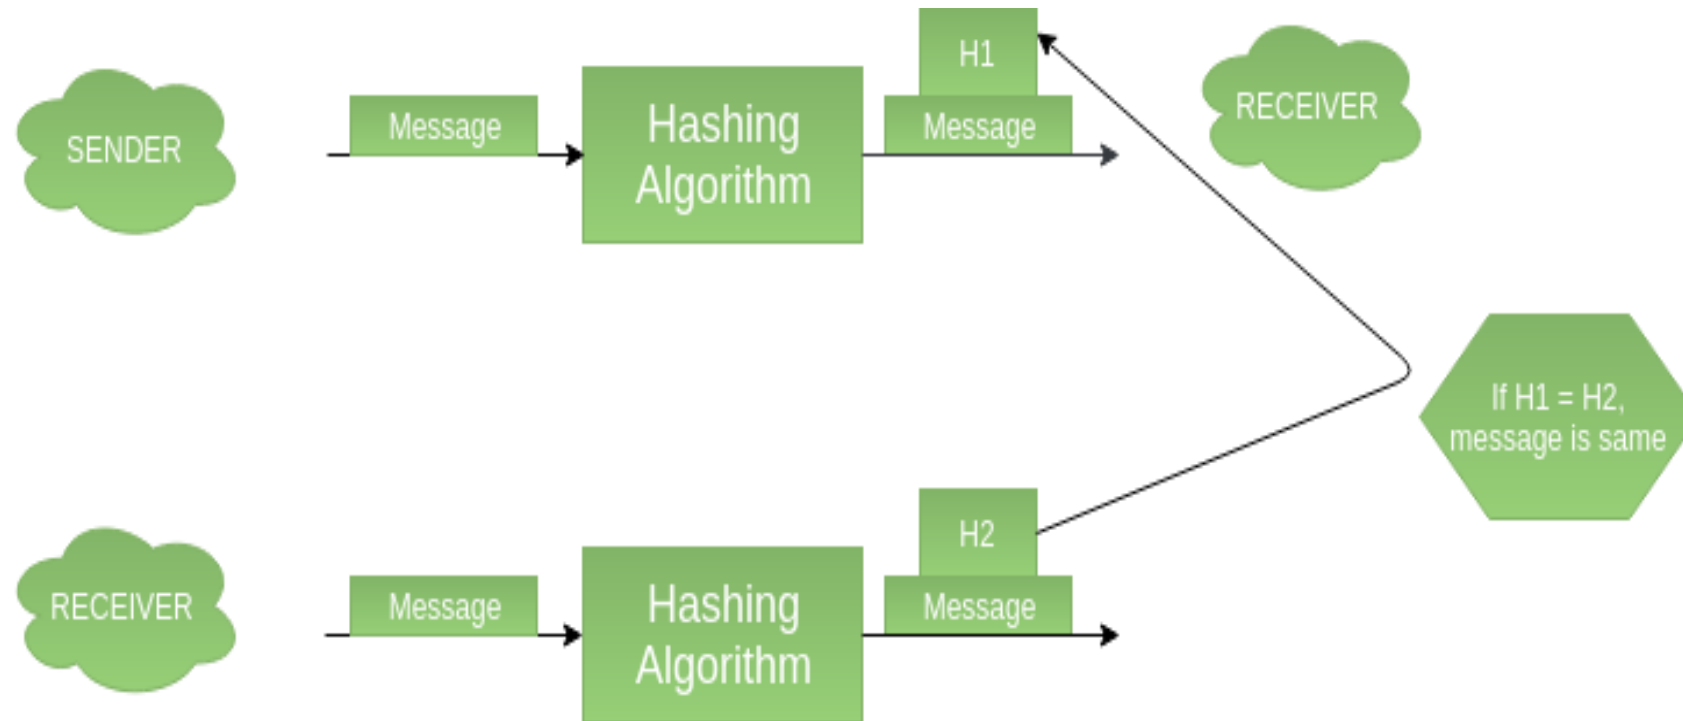 SENDER
Message
Hashing
Algorithm
H1
Message
RECEIVER
If H1 = H2,
message is same
RECEIVER
Message
Hashing
Algorithm
H2
Message